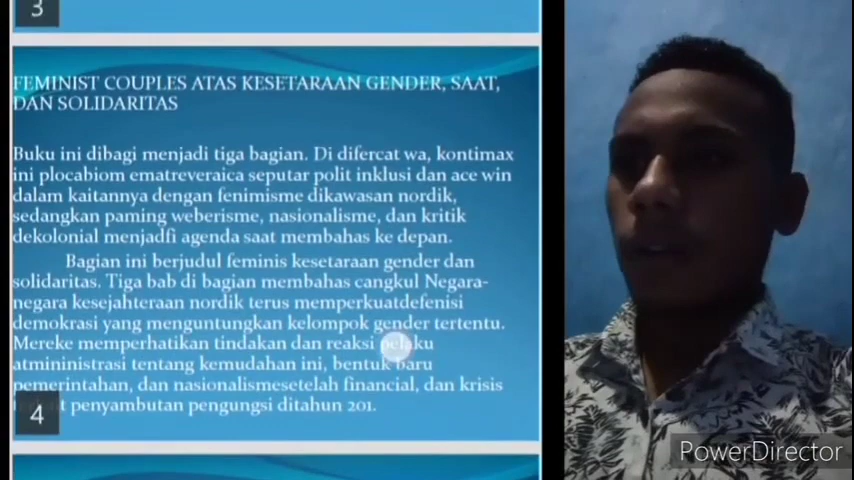 3
FEMINIST COUPLES ATAS KESETARAAN GENDER, SAAT,
DAN SOLIDARITAS
Buku ini dibagi menjadi tiga bagian. Di difercat wa, kontimax
ini plocabiom ematreveraica seputar polit inklusi dan ace win
dalam kaitannya dengan fenimisme dikawasan nordik,
sedangkan paming weberisme, nasionalisme, dan kritik
dekolonial menjadfi agenda saat membahas ke depan.
Bagian ini berjudul feminis kesetaraan gender dan
solidaritas. Tiga bab di bagian membahas cangkul Negara-
negara kesejahteraan nordik terus memperkuatdefenisi
demokrasi yang menguntungkan kelompok gender tertentu.
Mereke memperhatikan tindakan dan reaksi pelaku
atmininistrasi tentang kemudahan ini, bentuk baru
pemerintahan, dan nasionalismesetelah financial, dan krisis
penyambutan pengungsi ditahun 201.
4
PowerDirector